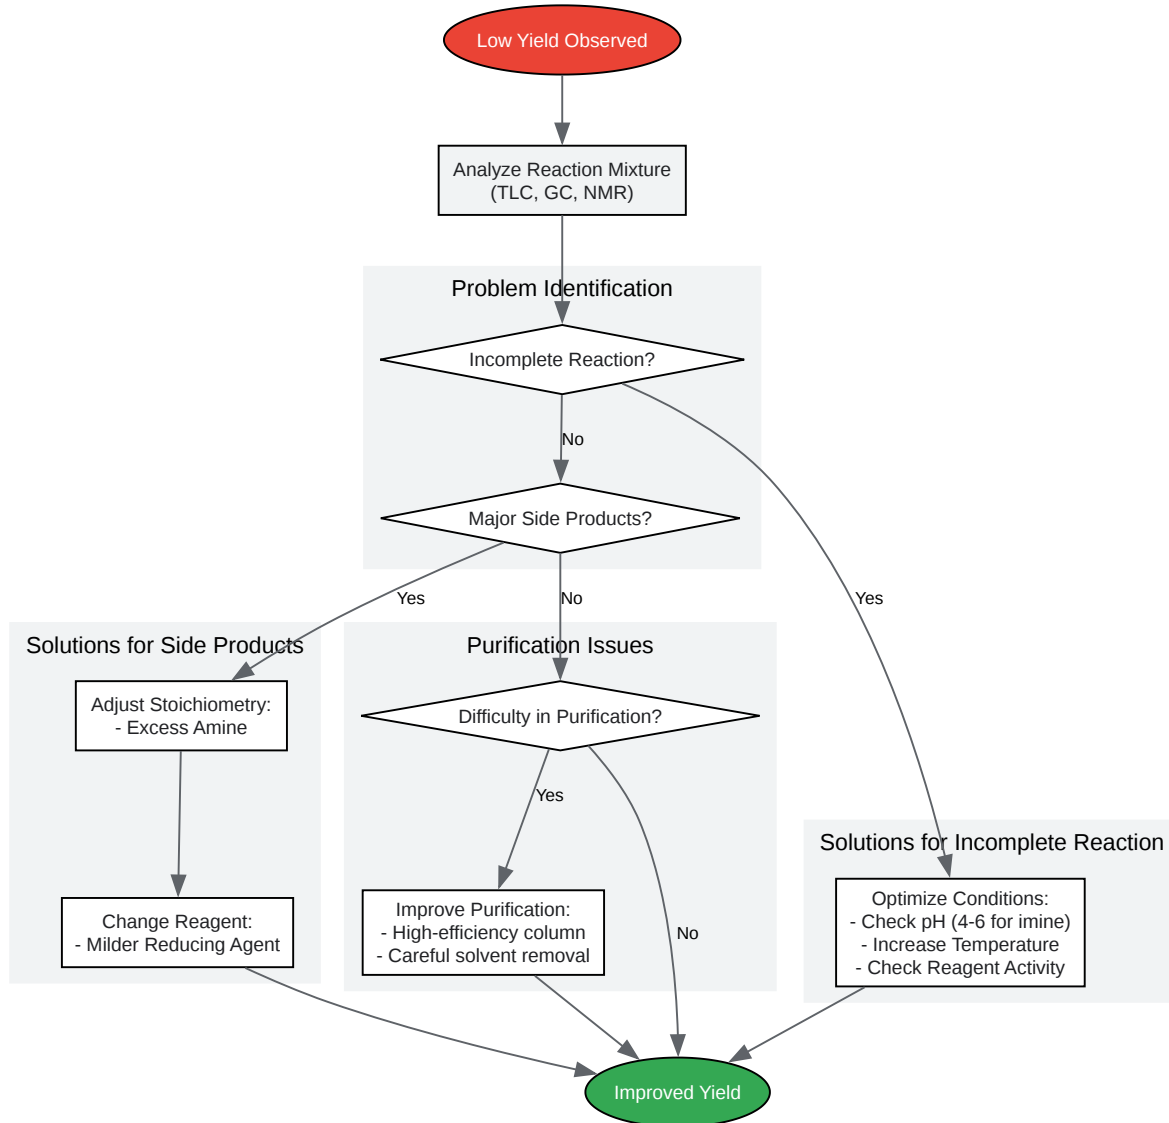 Low Yield Observed
Analyze Reaction Mixture
(TLC, GC, NMR)
Problem Identification
Incomplete Reaction?
No
Major Side Products?
Yes
No
Yes
Solutions for Side Products
Adjust Stoichiometry:
- Excess Amine
Change Reagent:
- Milder Reducing Agent
Purification Issues
Difficulty in Purification?
Yes
Improve Purification:
- High-efficiency column
- Careful solvent removal
No
Solutions for Incomplete Reaction
Optimize Conditions:
- Check pH (4-6 for imine)
- Increase Temperature
- Check Reagent Activity
Improved Yield